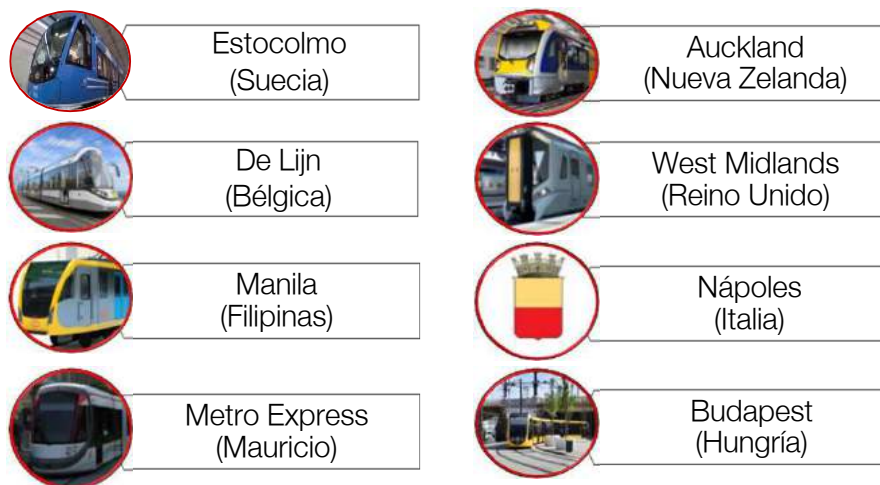 Estocolmo
(Suecia)
De Lijn
(Bélgica)
Manila
(Filipinas)
Metro Express
(Mauricio)
Auckland
(Nueva Zelanda)
West Midlands
(Reino Unido)
Nápoles
(Italia)
Budapest
(Hungría)